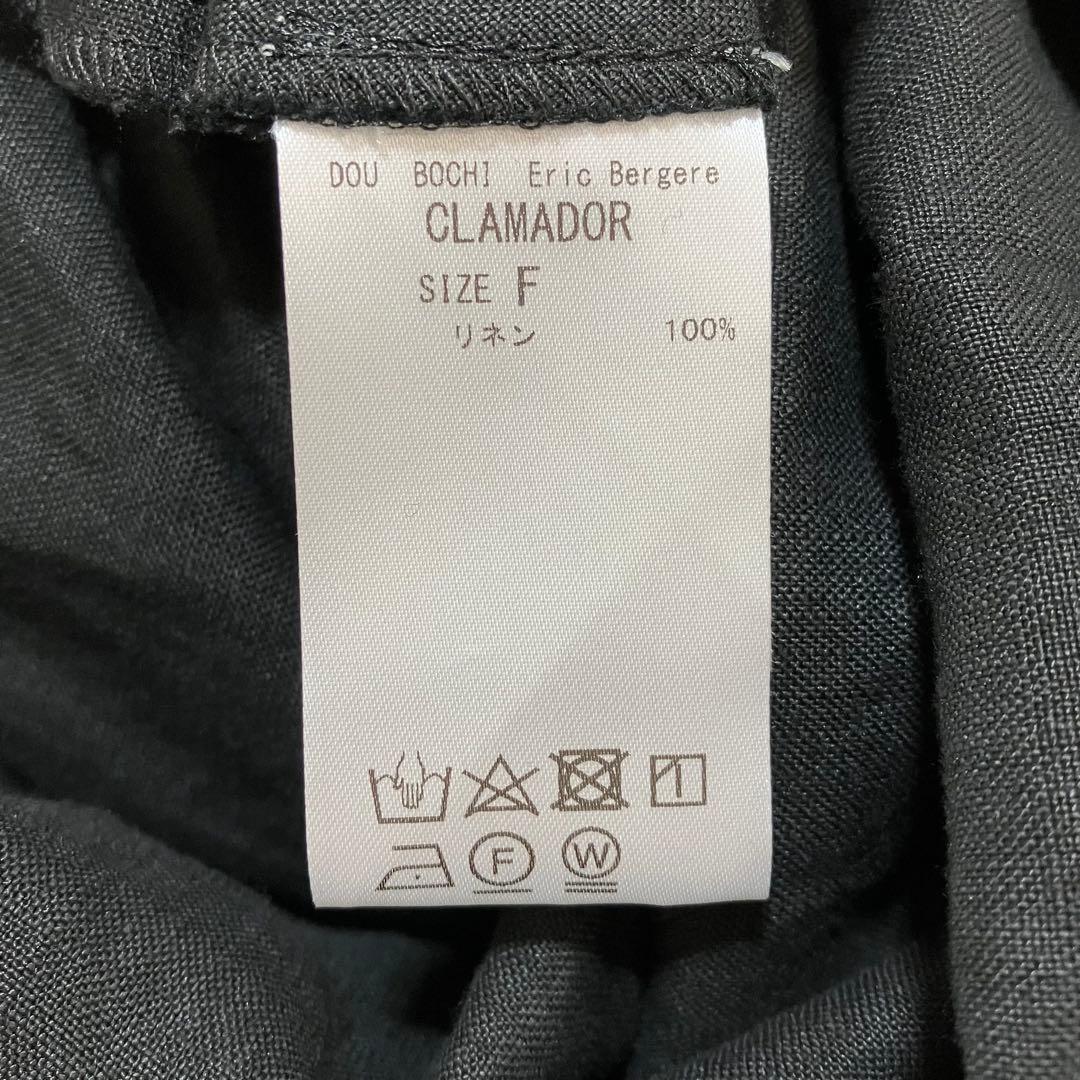 DOU BOCHI Eric Bergere
CLAMADOR
SIZE F
リネン 100%
F W